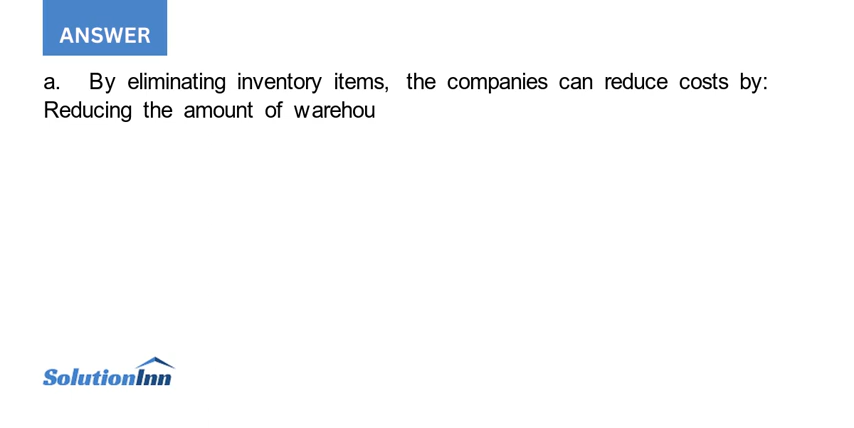 ANSWER
a. By eliminating inventory items, the companies can reduce costs by:
Reducing the amount of warehou
SolutionInn